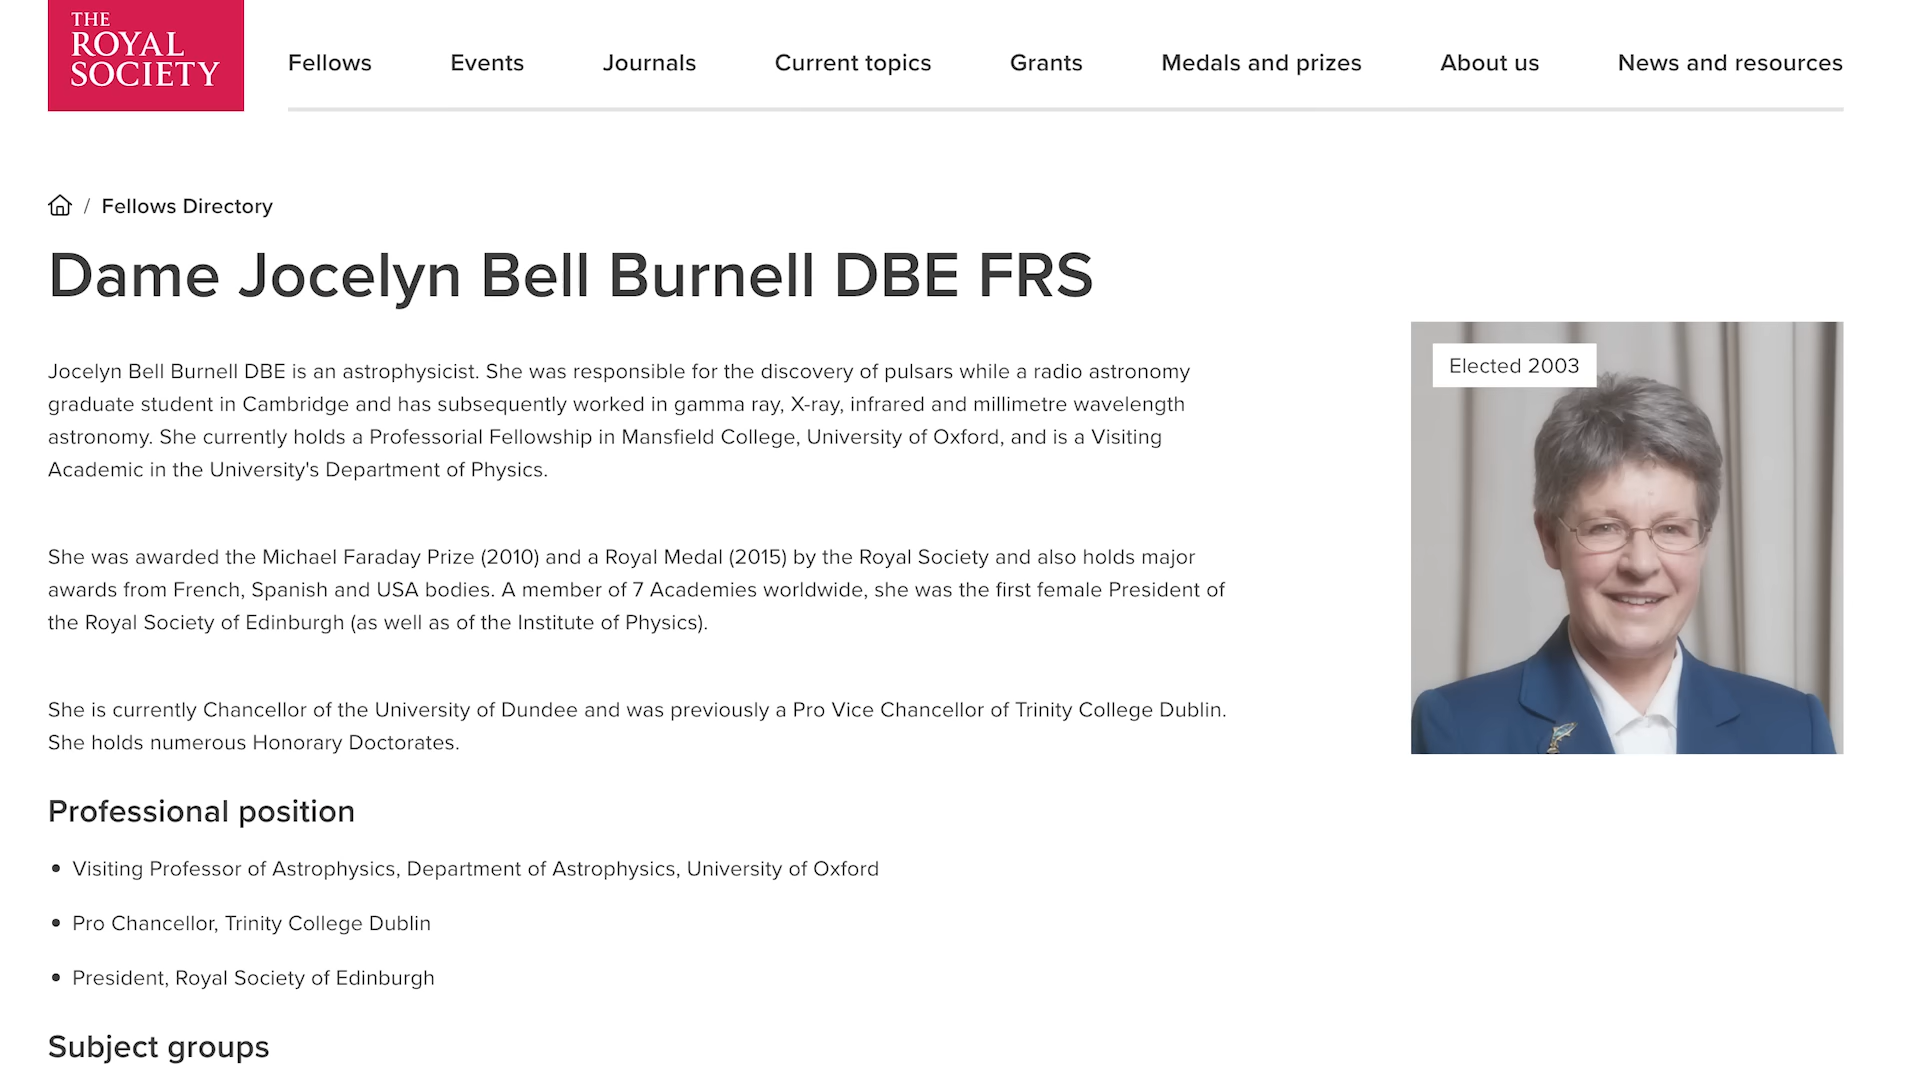 THE
ROYAL
SOCIETY
Fellows
Events
Journals
Current topics
Grants
Medals and prizes
About us
News and resources
/ Fellows Directory
Dame Jocelyn Bell Burnell DBE FRS
Jocelyn Bell Burnell DBE is an astrophysicist. She was responsible for the discovery of pulsars while a radio astronomy
graduate student in Cambridge and has subsequently worked in gamma ray, X-ray, infrared and millimetre wavelength
astronomy. She currently holds a Professorial Fellowship in Mansfield College, University of Oxford, and is a Visiting
Academic in the University's Department of Physics.
She was awarded the Michael Faraday Prize (2010) and a Royal Medal (2015) by the Royal Society and also holds major
awards from French, Spanish and USA bodies. A member of 7 Academies worldwide, she was the first female President of
the Royal Society of Edinburgh (as well as of the Institute of Physics).
She is currently Chancellor of the University of Dundee and was previously a Pro Vice Chancellor of Trinity College Dublin.
She holds numerous Honorary Doctorates.
Elected 2003
Professional position
• Visiting Professor of Astrophysics, Department of Astrophysics, University of Oxford
• Pro Chancellor, Trinity College Dublin
• President, Royal Society of Edinburgh
Subject groups